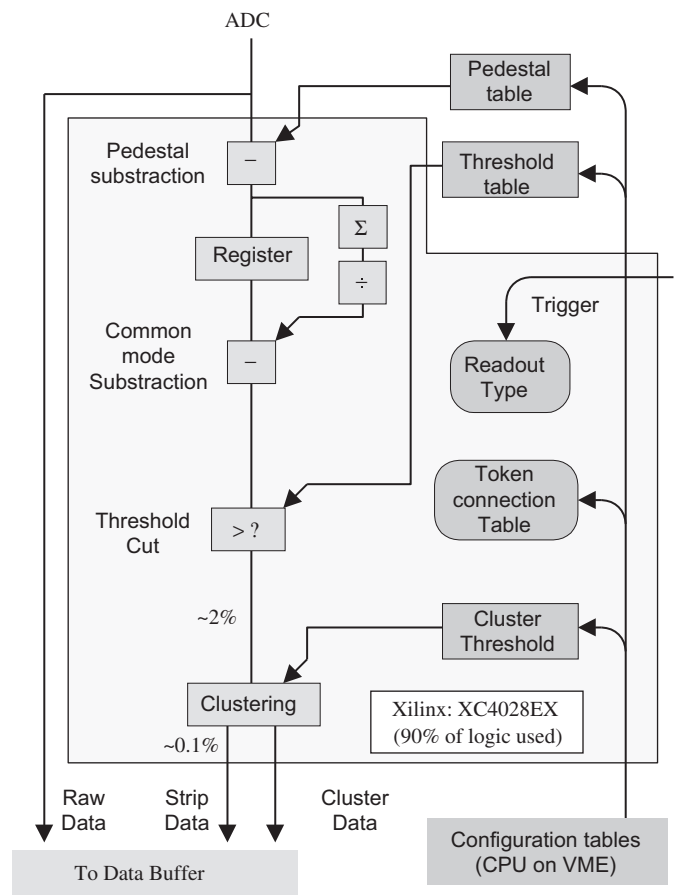 ADC
Pedestal
table
Pedestal
substraction
−
Threshold
table
Σ
Register
÷
Trigger
Common
mode
Substraction
−
Readout
Type
Token
connection
Table
Threshold
Cut
> ?
~2%
Cluster
Threshold
Clustering
Xilinx: XC4028EX
(90% of logic used)
~0.1%
Raw
Data
Strip
Data
Cluster
Data
Configuration tables
(CPU on VME)
To Data Buffer